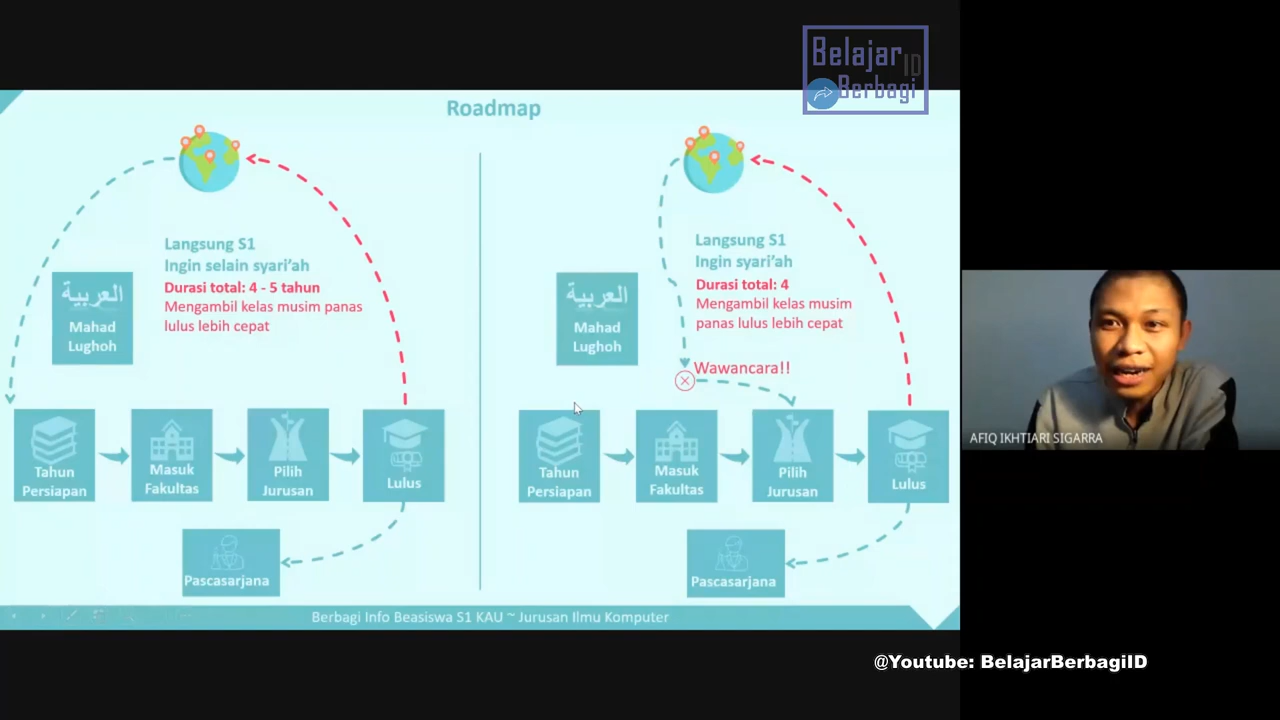 Belajar
ID
Berbagi
Roadmap
Langsung S1
Ingin selain syari’ah
Durasi total: 4 - 5 tahun
Mengambil kelas musim panas
lulus lebih cepat
العربية
Mahad
Lughoh
Tahun
Persiapan
Masuk
Fakultas
Pilih
Jurusan
Lulus
Pascasarjana
Langsung S1
Ingin syari’ah
Durasi total: 4
Mengambil kelas musim
panas lulus lebih cepat
العربية
Mahad
Lughoh
Wawancara!!
Tahun
Persiapan
Masuk
Fakultas
Pilih
Jurusan
Lulus
Pascasarjana
Berbagi Info Beasiswa S1 KAU ~ Jurusan Ilmu Komputer
AFIQ IKHTIARI SIGARRA
@Youtube: BelajarBerbagiID